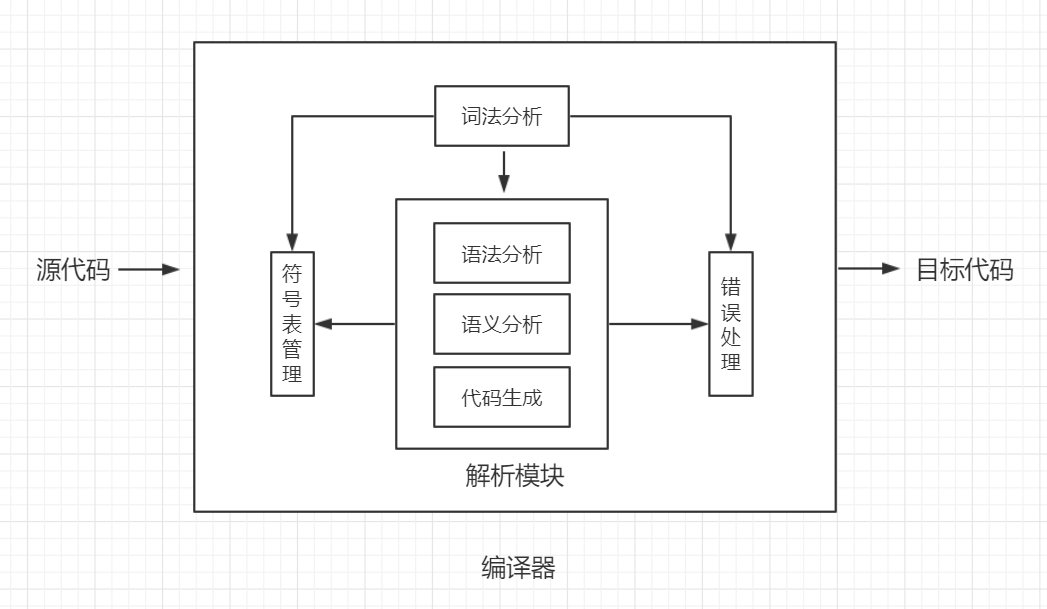 词法分析
源代码
符号表管理
语法分析
语义分析
代码生成
解析模块
错误处理
目标代码
编译器